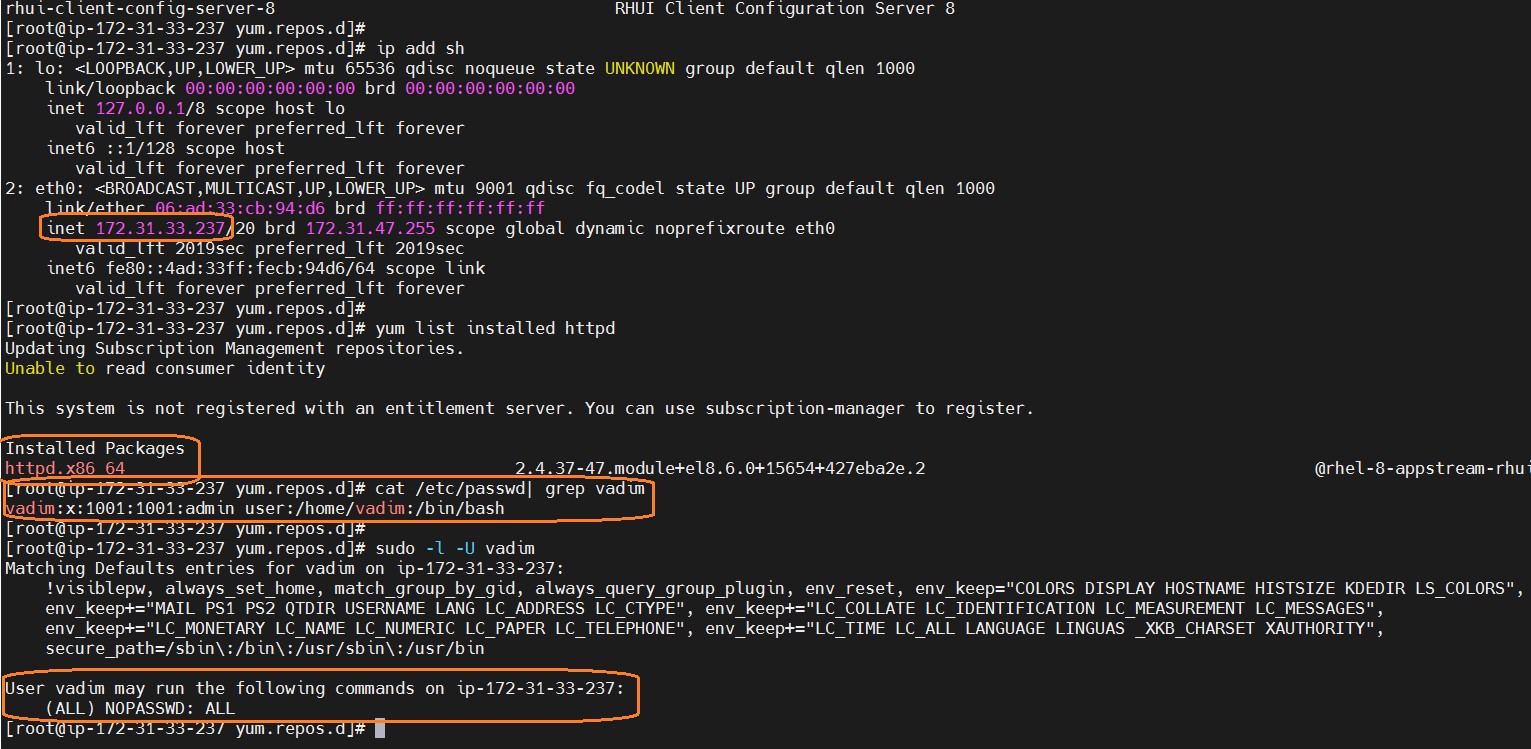 rhui-client-config-server-8 RHUI Client Configuration Server 8
[root@ip-172-31-33-237 yum.repos.d]#
[root@ip-172-31-33-237 yum.repos.d]# ip add sh
1: lo: <LOOPBACK,UP,LOWER_UP> mtu 65536 qdisc noqueue state UNKNOWN group default qlen 1000
    link/loopback 00:00:00:00:00:00 brd 00:00:00:00:00:00
    inet 127.0.0.1/8 scope host lo
       valid_lft forever preferred_lft forever
    inet6 ::1/128 scope host
       valid_lft forever preferred_lft forever
2: eth0: <BROADCAST,MULTICAST,UP,LOWER_UP> mtu 9001 qdisc fq_codel state UP group default qlen 1000
    link/ether 06:ad:33:cb:94:d6 brd ff:ff:ff:ff:ff:ff
    inet 172.31.33.237/20 brd 172.31.47.255 scope global dynamic noprefixroute eth0
       valid_lft 2019sec preferred_lft 2019sec
    inet6 fe80::4ad:33ff:fecb:94d6/64 scope link
       valid_lft forever preferred_lft forever
[root@ip-172-31-33-237 yum.repos.d]#
[root@ip-172-31-33-237 yum.repos.d]# yum list installed httpd
Updating Subscription Management repositories.
Unable to read consumer identity
This system is not registered with an entitlement server. You can use subscription-manager to register.
Installed Packages
httpd.x86_64 2.4.37-47.module+el8.6.0+15654+427eba2e.2 @rhel-8-appstream-rhui
[root@ip-172-31-33-237 yum.repos.d]# cat /etc/passwd| grep vadim
vadim:x:1001:1001:admin user:/home/vadim:/bin/bash
[root@ip-172-31-33-237 yum.repos.d]#
[root@ip-172-31-33-237 yum.repos.d]# sudo -l -U vadim
Matching Defaults entries for vadim on ip-172-31-33-237:
    !visiblepw, always_set_home, match_group_by_gid, always_query_group_plugin, env_reset, env_keep="COLORS DISPLAY HOSTNAME HISTSIZE KDEDIR LS_COLORS",
    env_keep+="MAIL PS1 PS2 QTDIR USERNAME LANG LC_ADDRESS LC_CTYPE", env_keep+="LC_COLLATE LC_IDENTIFICATION LC_MEASUREMENT LC_MESSAGES",
    env_keep+="LC_MONETARY LC_NAME LC_NUMERIC LC_PAPER LC_TELEPHONE", env_keep+="LC_TIME LC_ALL LANGUAGE LINGUAS _XKB_CHARSET XAUTHORITY",
    secure_path=/sbin\:/bin\:/usr/sbin\:/usr/bin
User vadim may run the following commands on ip-172-31-33-237:
    (ALL) NOPASSWD: ALL
[root@ip-172-31-33-237 yum.repos.d]#